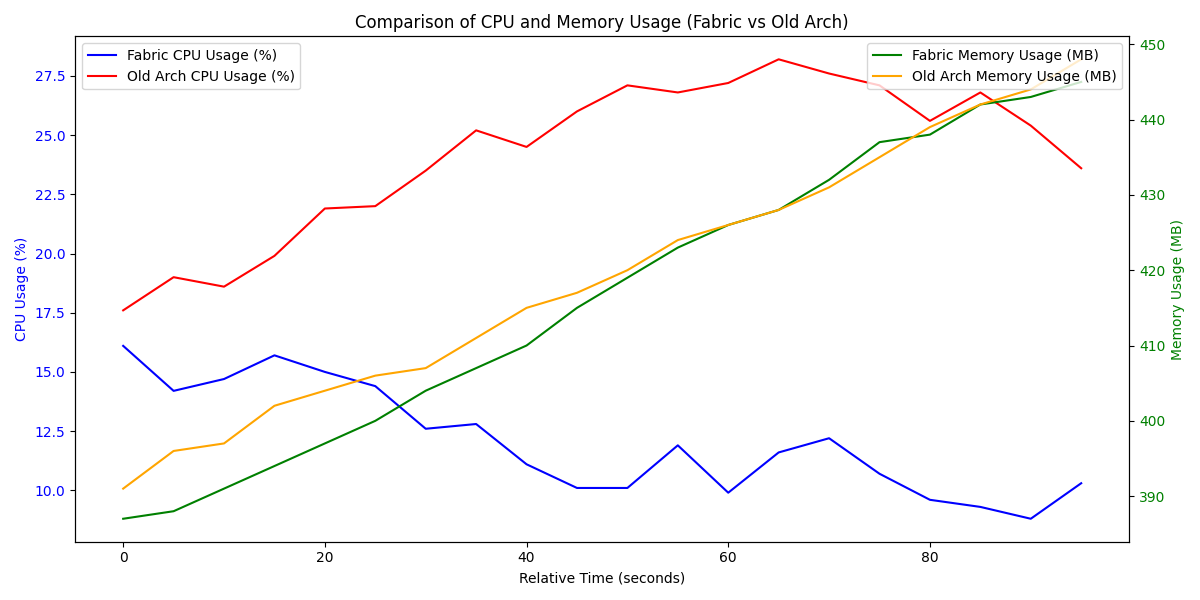 Comparison of CPU and Memory Usage (Fabric vs Old Arch)
Fabric CPU Usage (%)
Old Arch CPU Usage (%)
Fabric Memory Usage (MB)
Old Arch Memory Usage (MB)
CPU Usage (%)
27.5
25.0
22.5
20.0
17.5
15.0
12.5
10.0
450
440
430
420
410
400
390
Memory Usage (MB)
0
20
40
60
80
Relative Time (seconds)